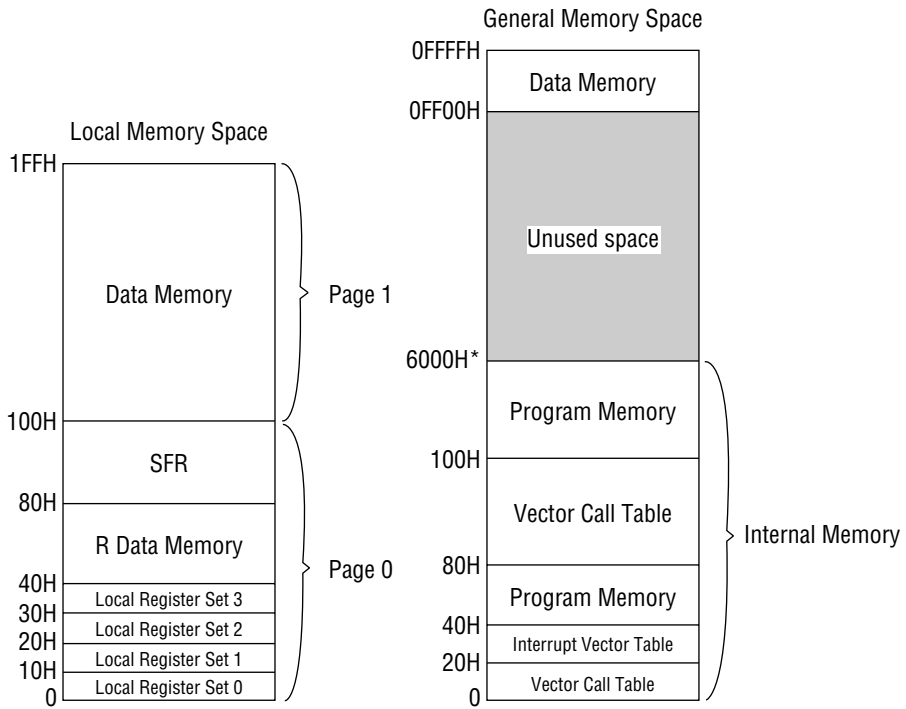 General Memory Space
0FFFFH
Data Memory
0FF00H
Unused space
6000H*
Program Memory
100H
Vector Call Table
80H
Program Memory
40H
Interrupt Vector Table
20H
Vector Call Table
0
Internal Memory
Local Memory Space
1FFH
Data Memory
Page 1
100H
SFR
80H
R Data Memory
Page 0
40H
Local Register Set 3
30H
Local Register Set 2
20H
Local Register Set 1
10H
Local Register Set 0
0